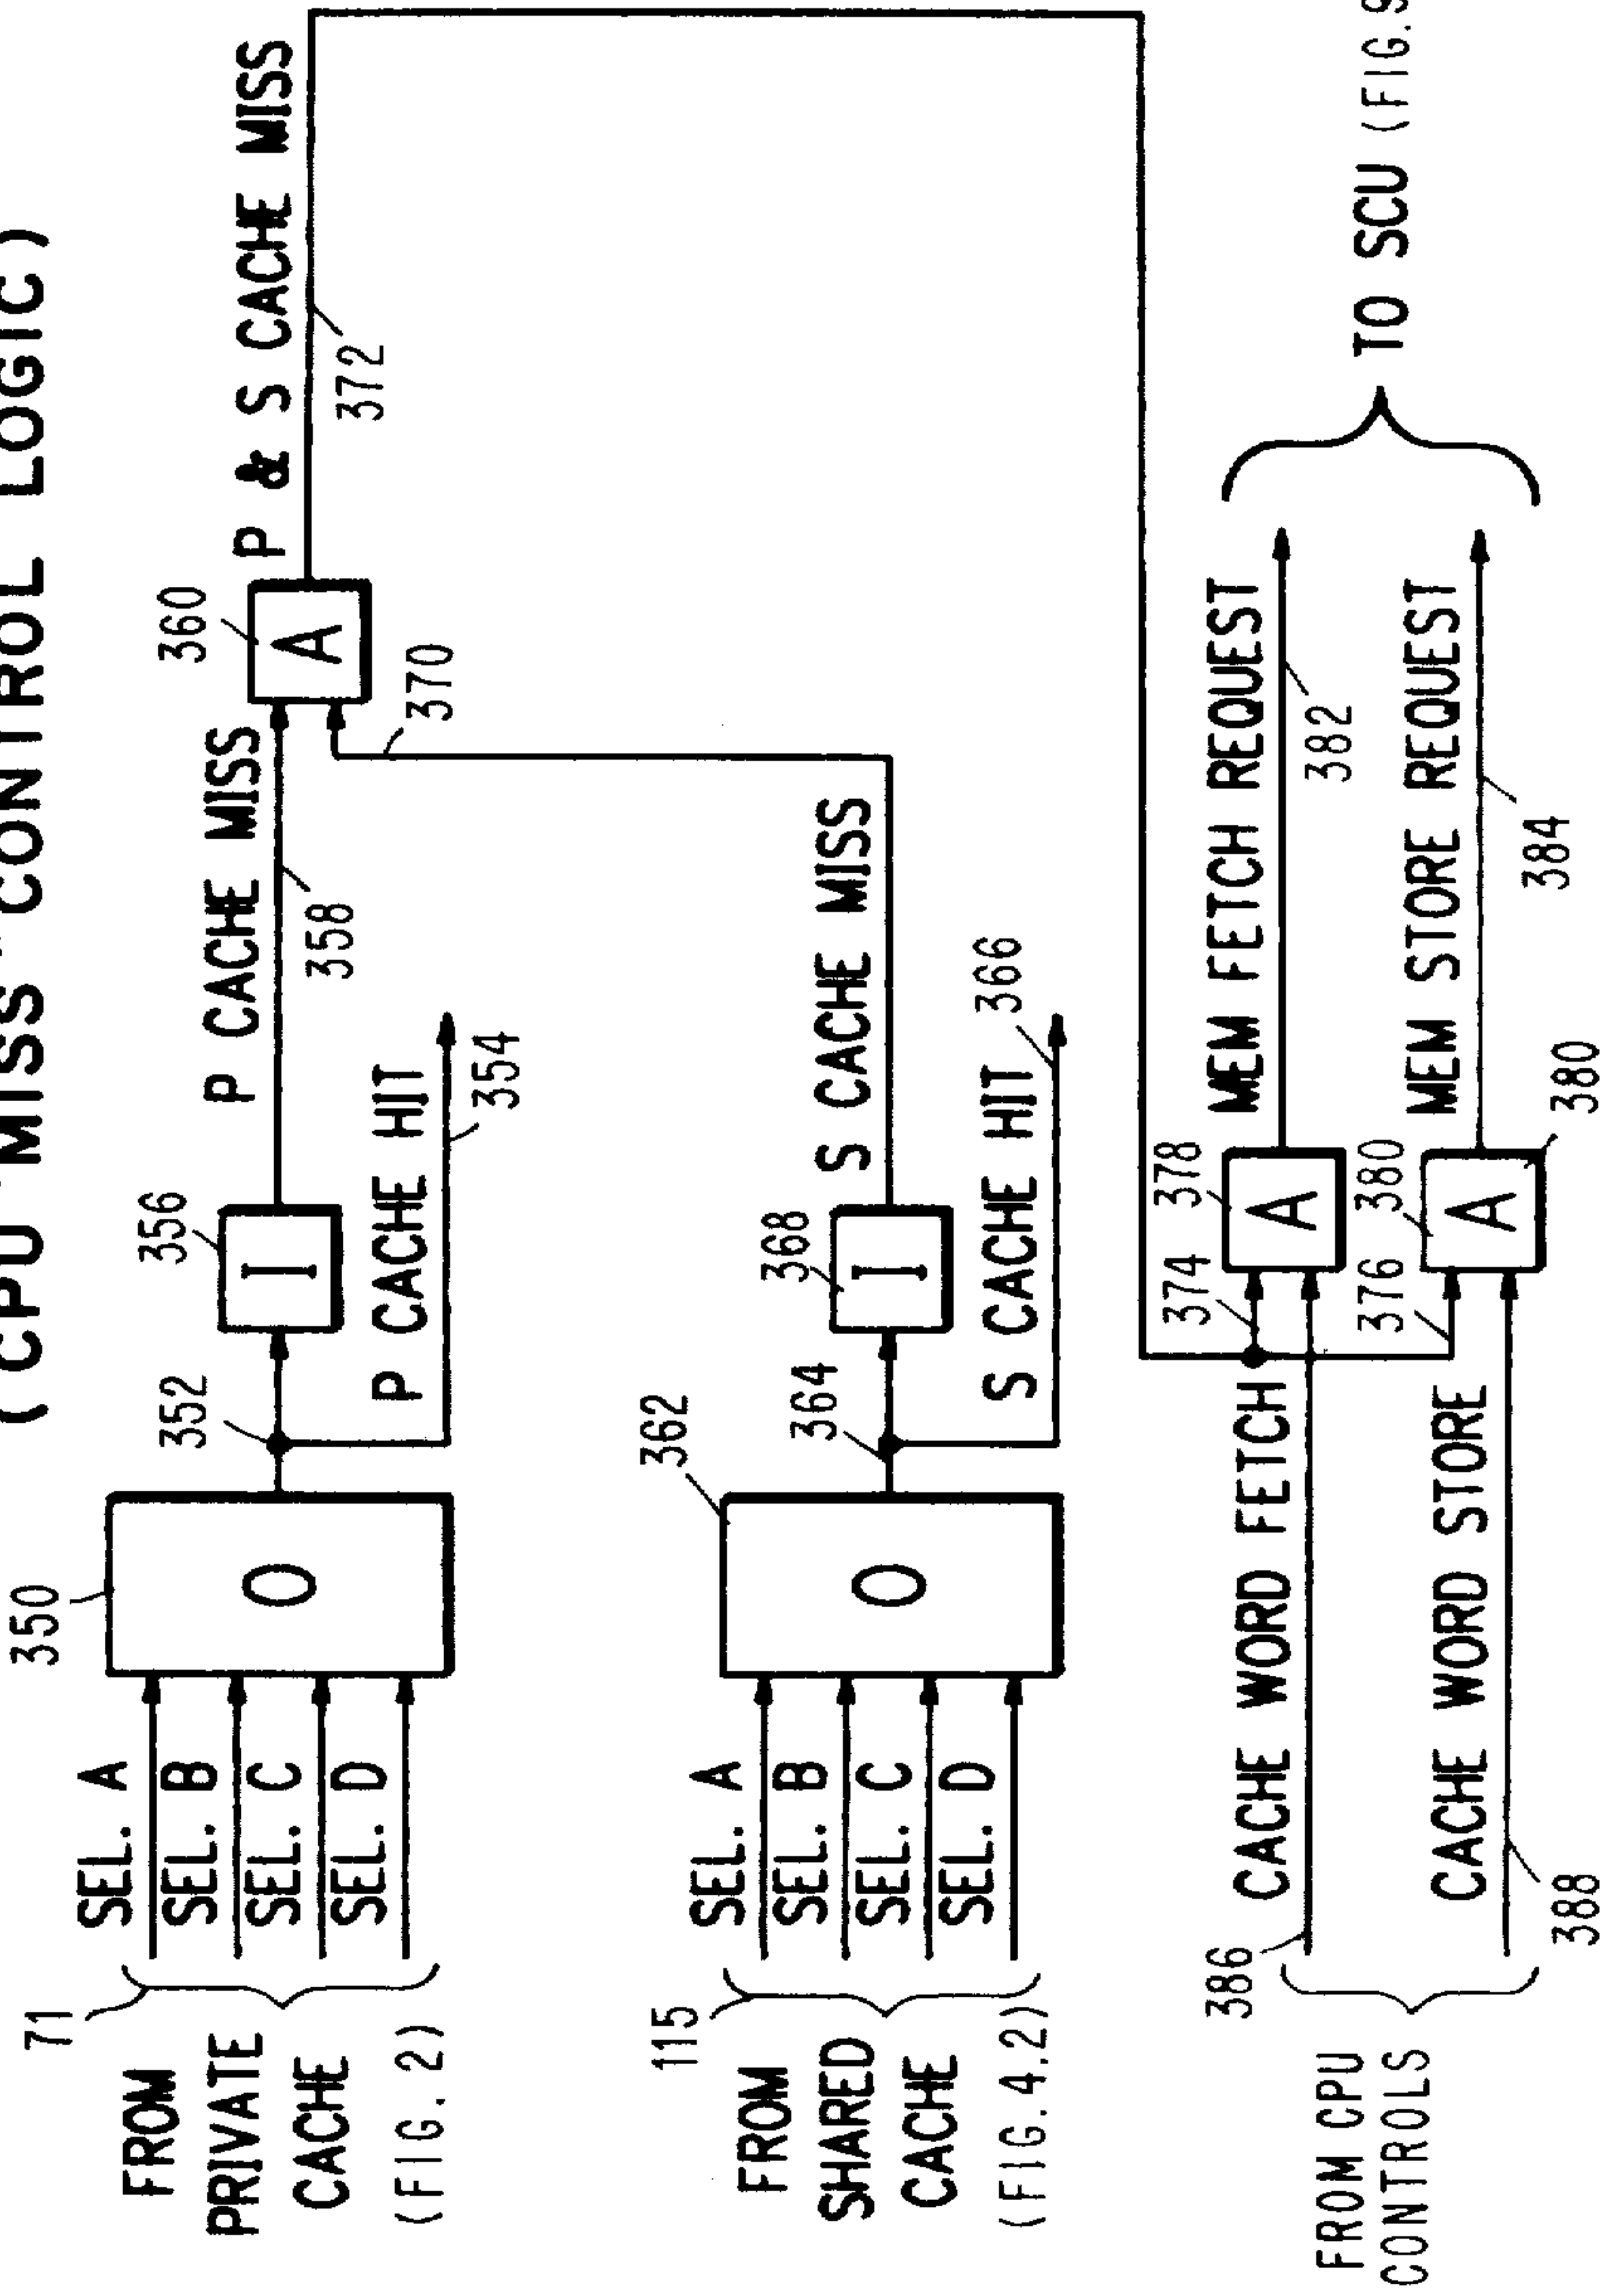 (CPU "MISS" CONTROL LOGIC)
350
71
SEL. A
SEL. B
SEL. C
SEL. D
FROM
PRIVATE
CACHE
(FIG. 2)
O
352
356
I
P CACHE MISS
358
P CACHE HIT
354
360
A
370
P & S CACHE MISS
372
362
115
SEL. A
SEL. B
SEL. C
SEL. D
FROM
SHARED
CACHE
(FIG. 4.2)
O
364
368
I
S CACHE MISS
S CACHE HIT
366
386
CACHE WORD FETCH
CACHE WORD STORE
388
FROM CPU
CONTROLS
374
378
A
376
380
A
380
MEM FETCH REQUEST
382
MEM STORE REQUEST
384
TO SCU (FIG. 9